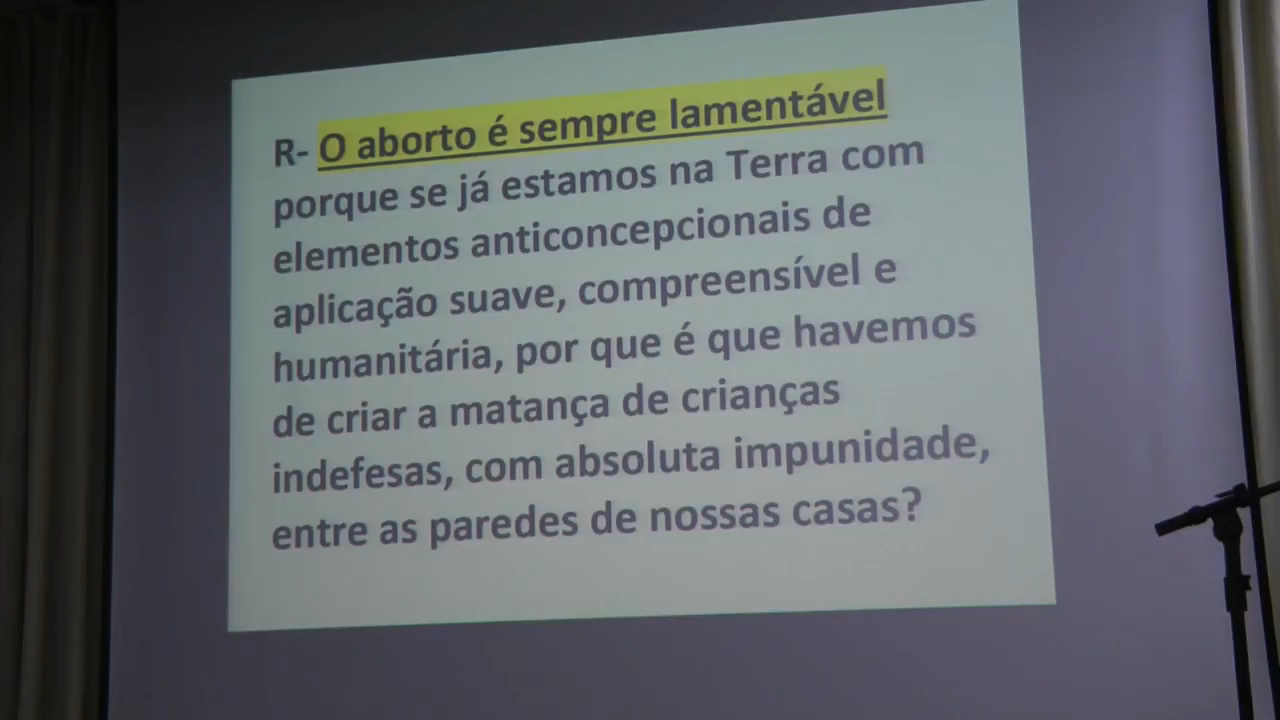 R- O aborto é sempre lamentável
porque se já estamos na Terra com
elementos anticoncepcionais de
aplicação suave, compreensível e
humanitária, por que é que havemos
de criar a matança de crianças
indefesas, com absoluta impunidade,
entre as paredes de nossas casas?